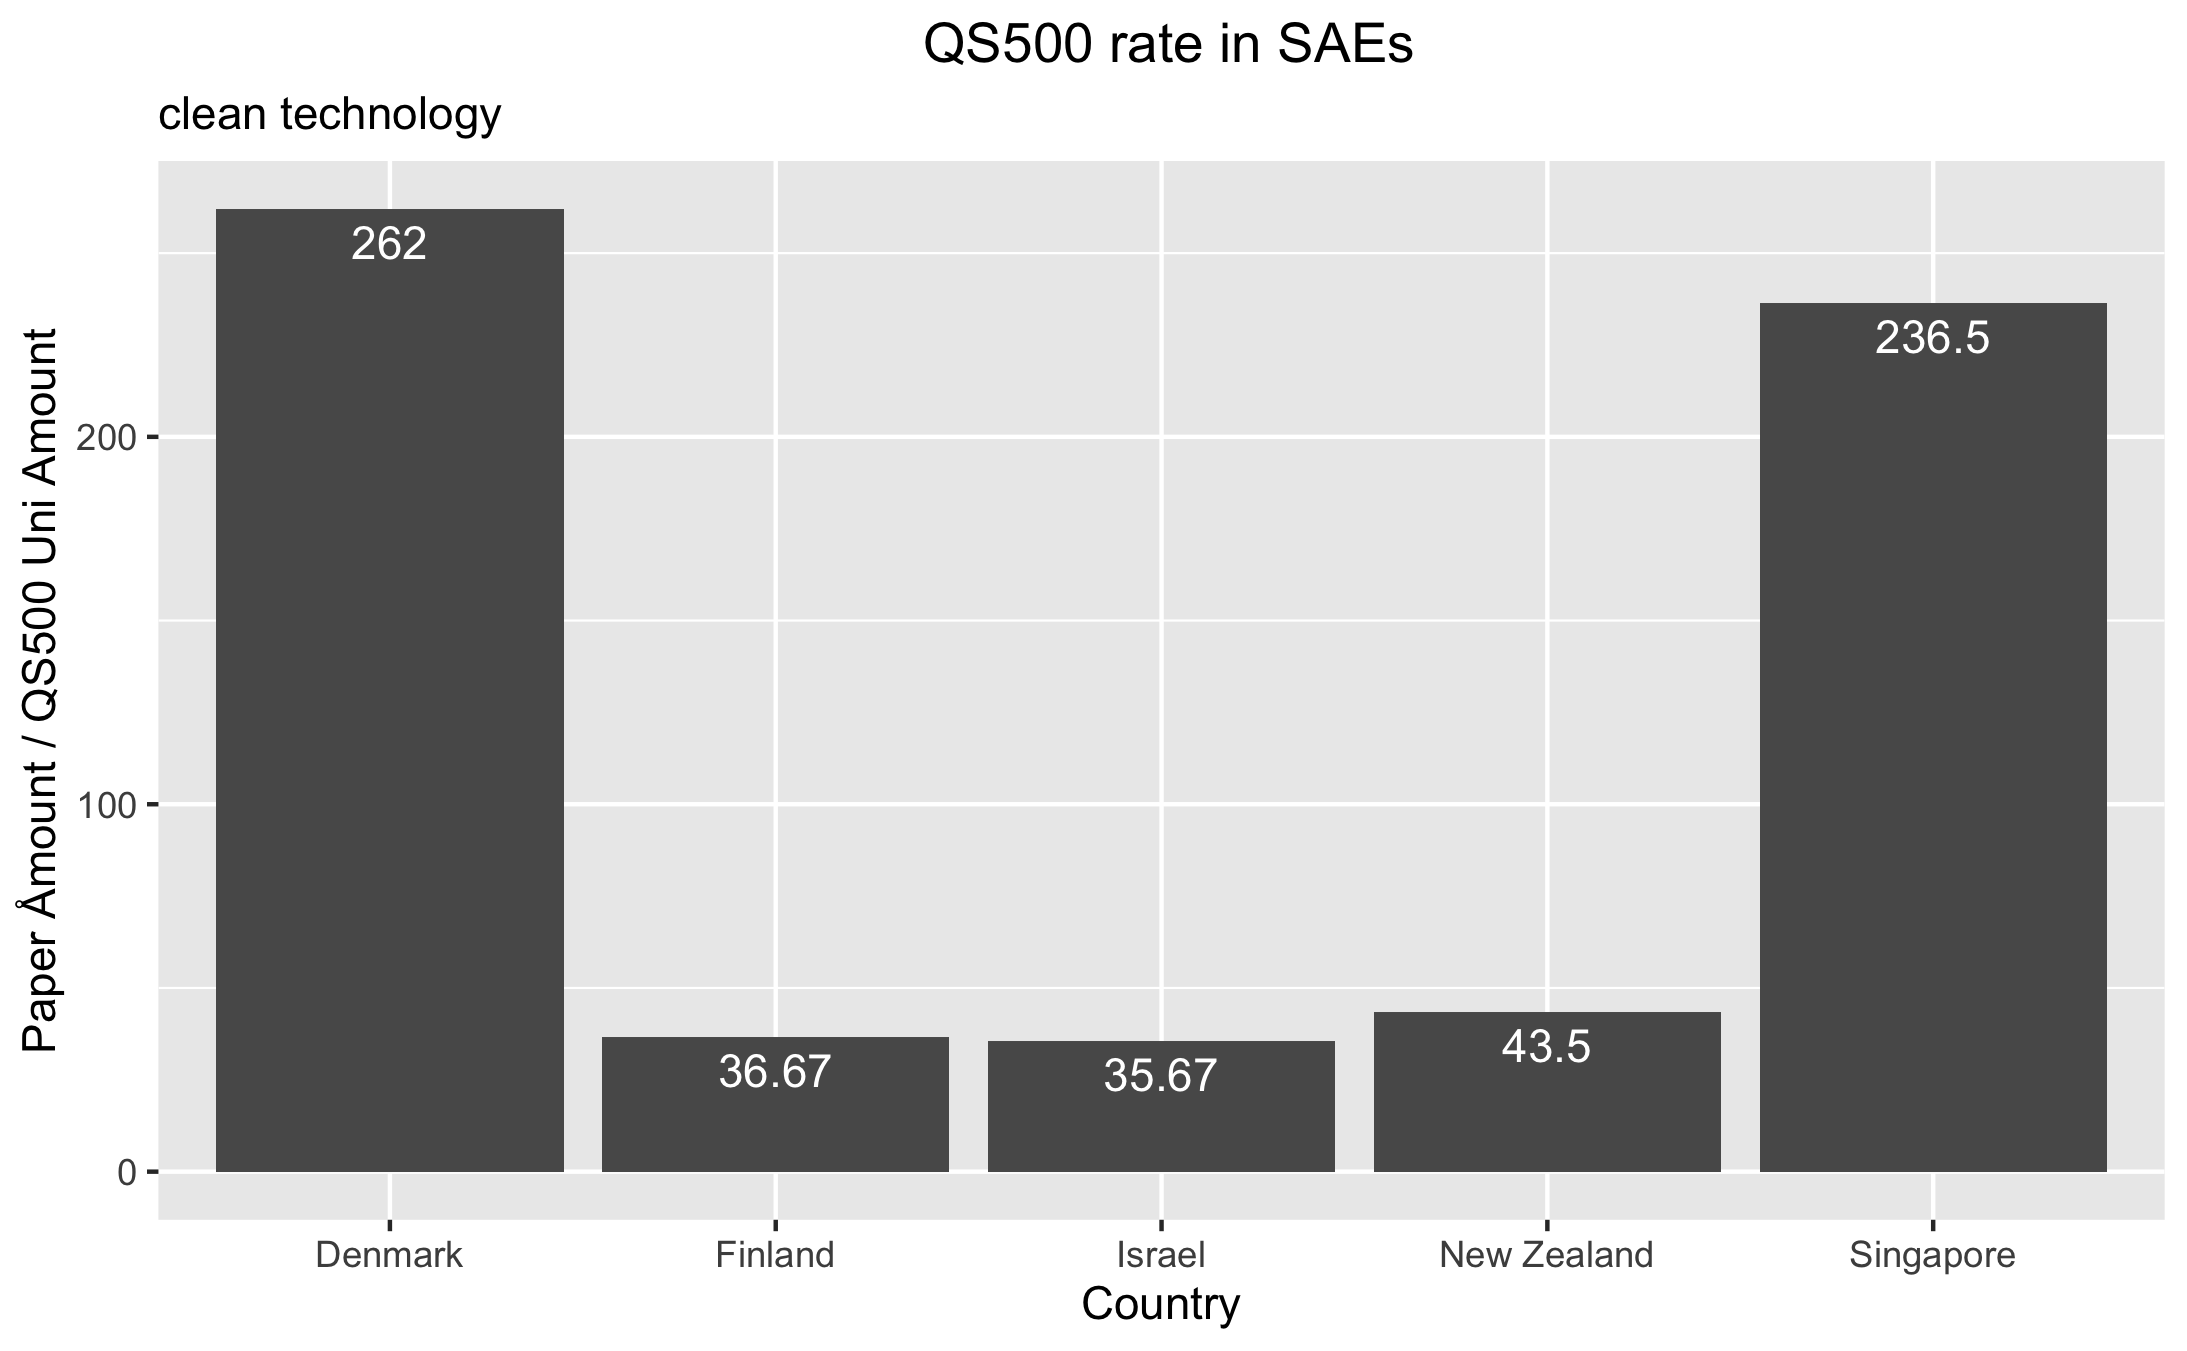 QS500 rate in SAEs
clean technology
Paper Åmount / QS500 Uni Amount
200
100
0
262
36.67
35.67
43.5
236.5
Denmark
Finland
Israel
New Zealand
Singapore
Country